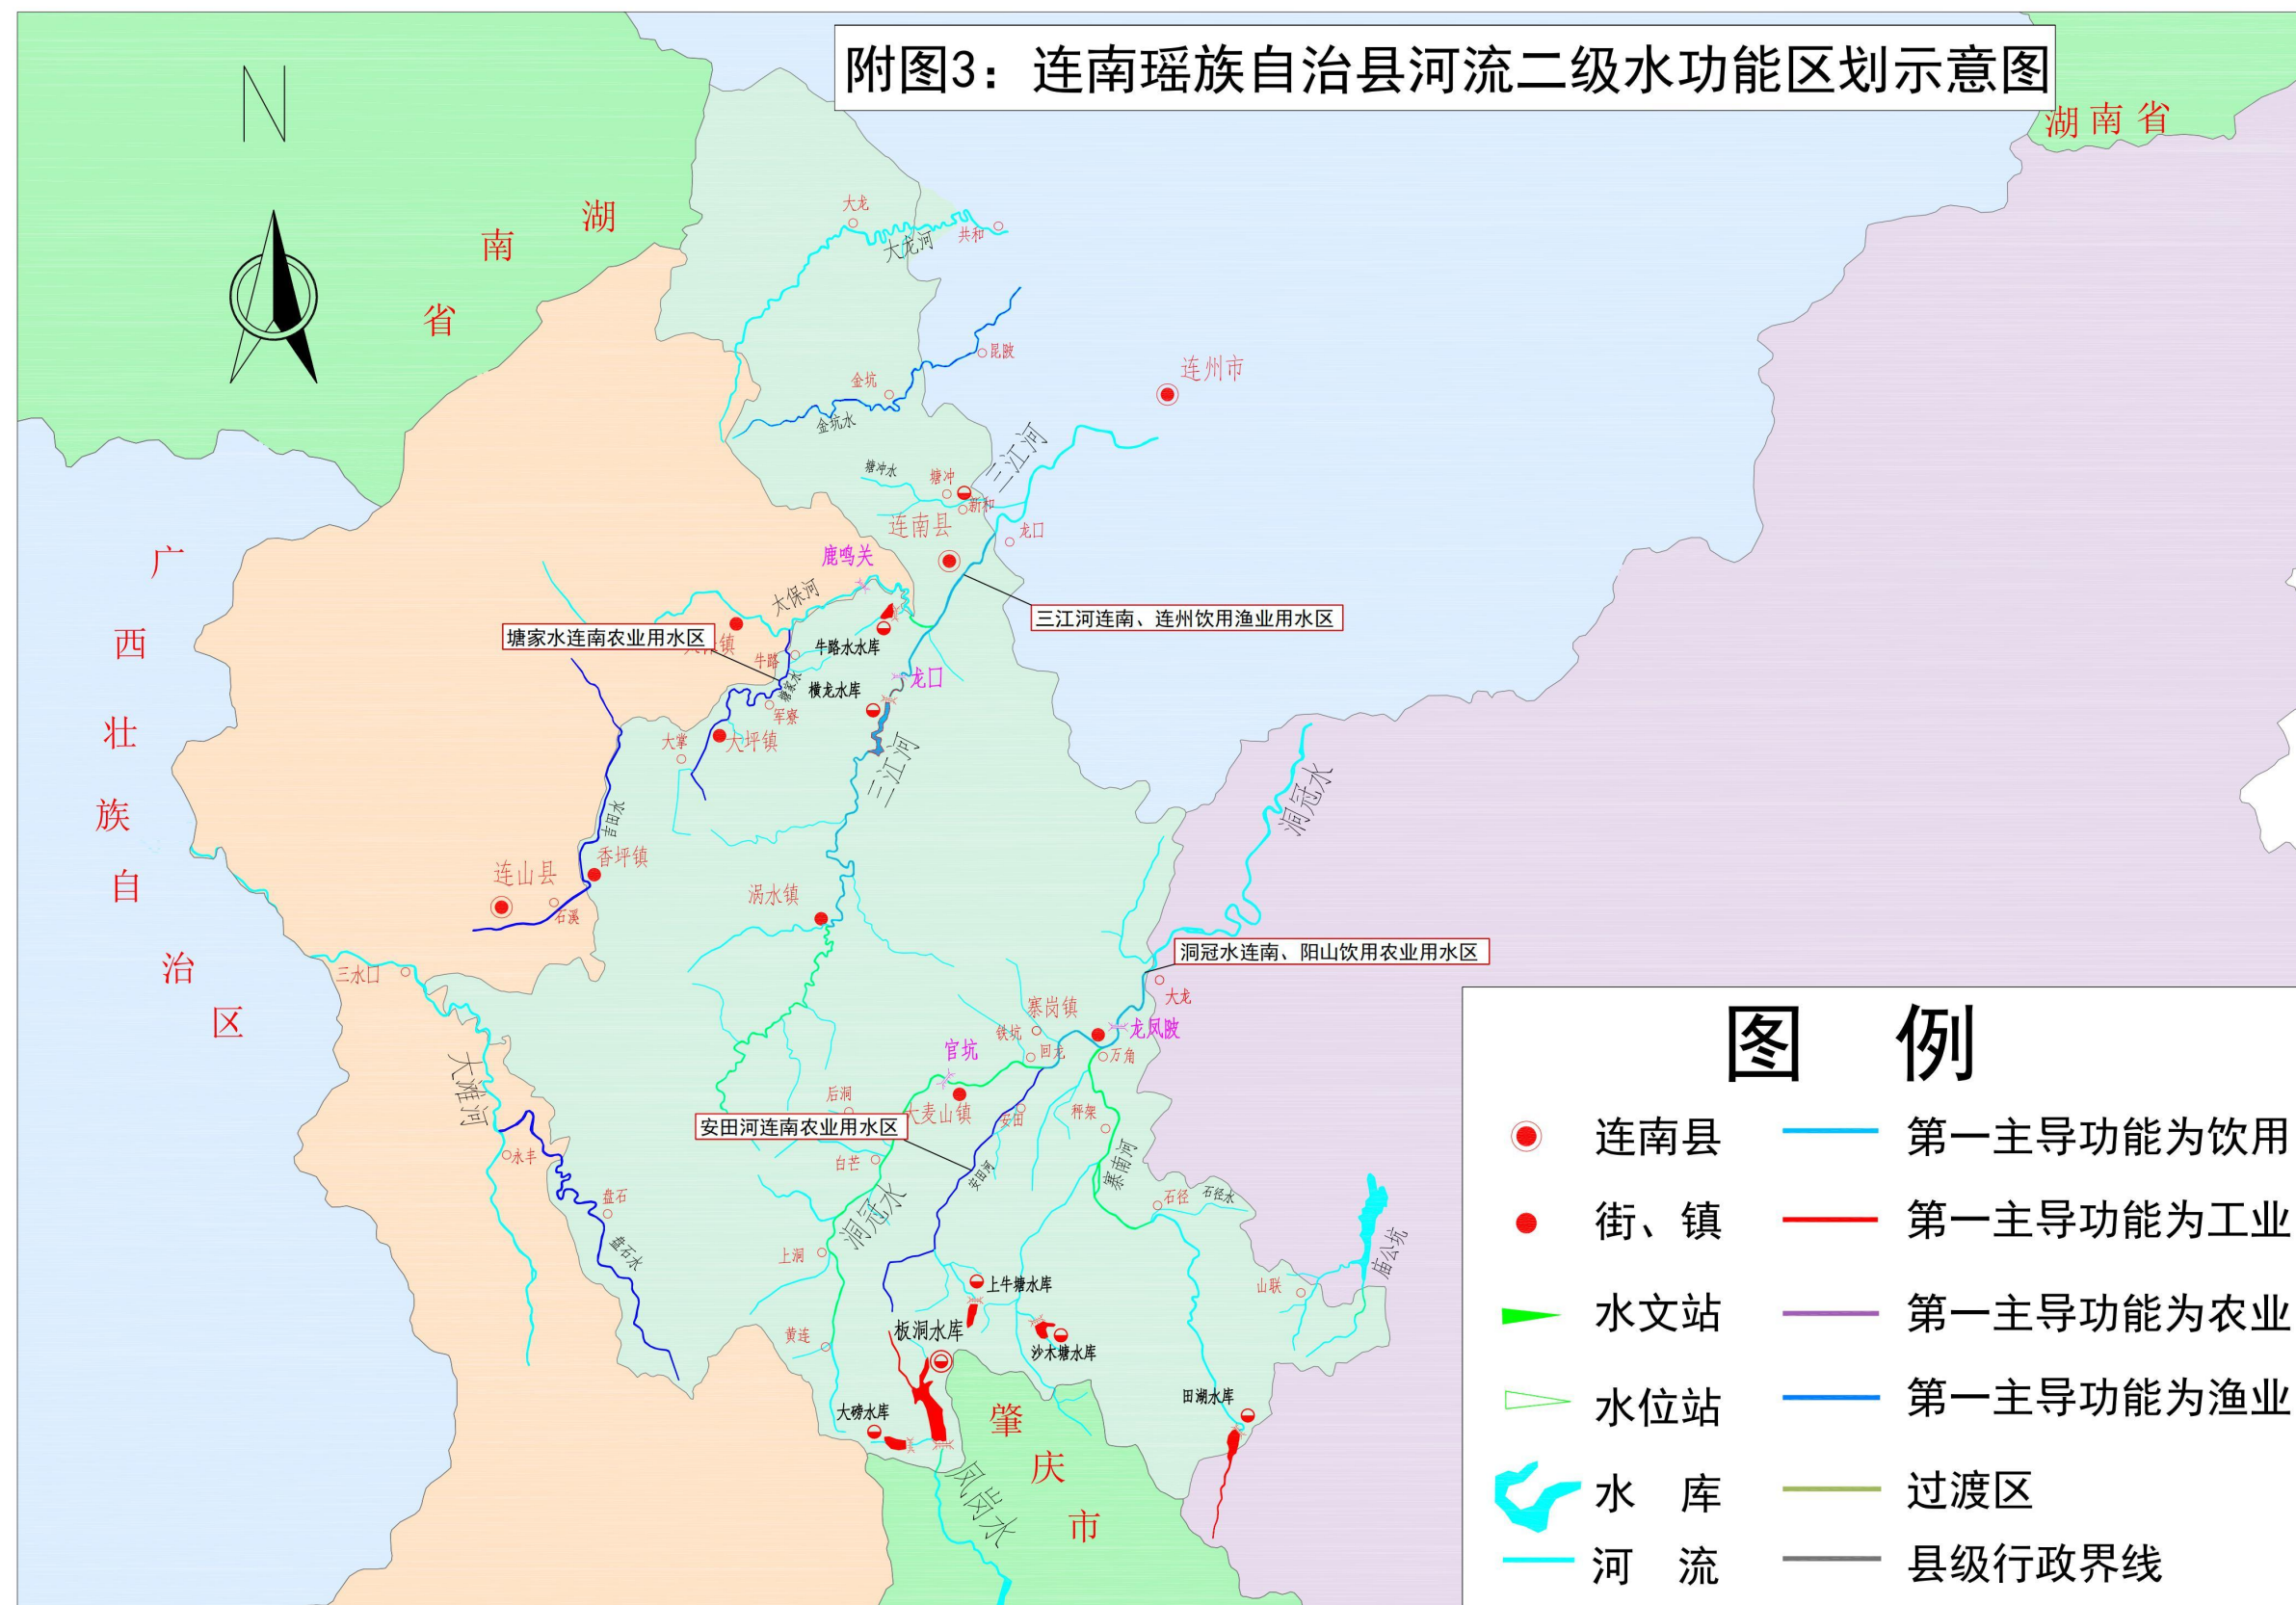 附图3：连南瑶族自治县河流二级水功能区划示意图
N
湖南省
湖南省
广西壮族自治区
大龙
大龙河
共和
昆陂
金坑
金坑水
连州市
三江河
塘冲水
塘冲
新和
连南县
龙口
鹿鸣关
太保河
三江河连南、连州饮用渔业用水区
塘家水连南农业用水区
镇
牛路
牛路水水库
塘家水
横龙水库
龙口
军寮
大坪镇
大掌
三江河
洞冠水
吉田水
香坪镇
连山县
石溪
涡水镇
洞冠水连南、阳山饮用农业用水区
三水口
大龙
寨岗镇
铁坑
龙凤陂
回龙
万角
官坑
大滩河
后洞
大麦山镇
安田
秤架
安田河连南农业用水区
永丰
白芒
安田河
寨南河
盘石
石径
石径水
洞冠水
盘石水
上洞
庙公坑
山联
上牛塘水库
黄连
板洞水库
沙木塘水库
大磅水库
田湖水库
肇庆市
凤岗水
图 例
连南县
第一主导功能为饮用
街、镇
第一主导功能为工业
水文站
第一主导功能为农业
水位站
第一主导功能为渔业
水 库
过渡区
河 流
县级行政界线